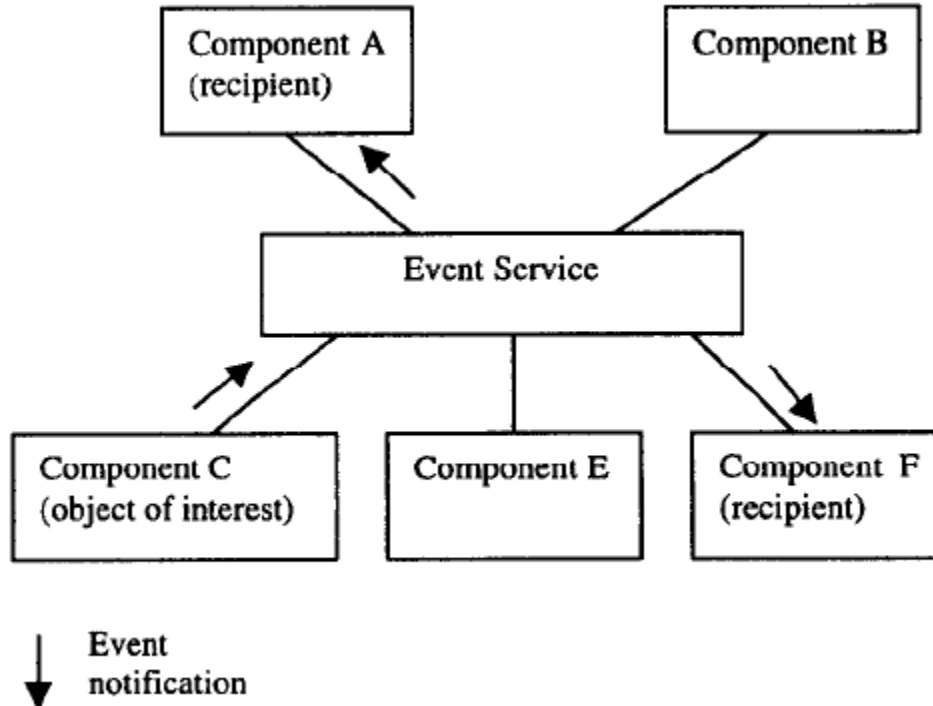 Component A
(recipient)
Component B
Event Service
Component C
(object of interest)
Component E
Component F
(recipient)
Event
notification